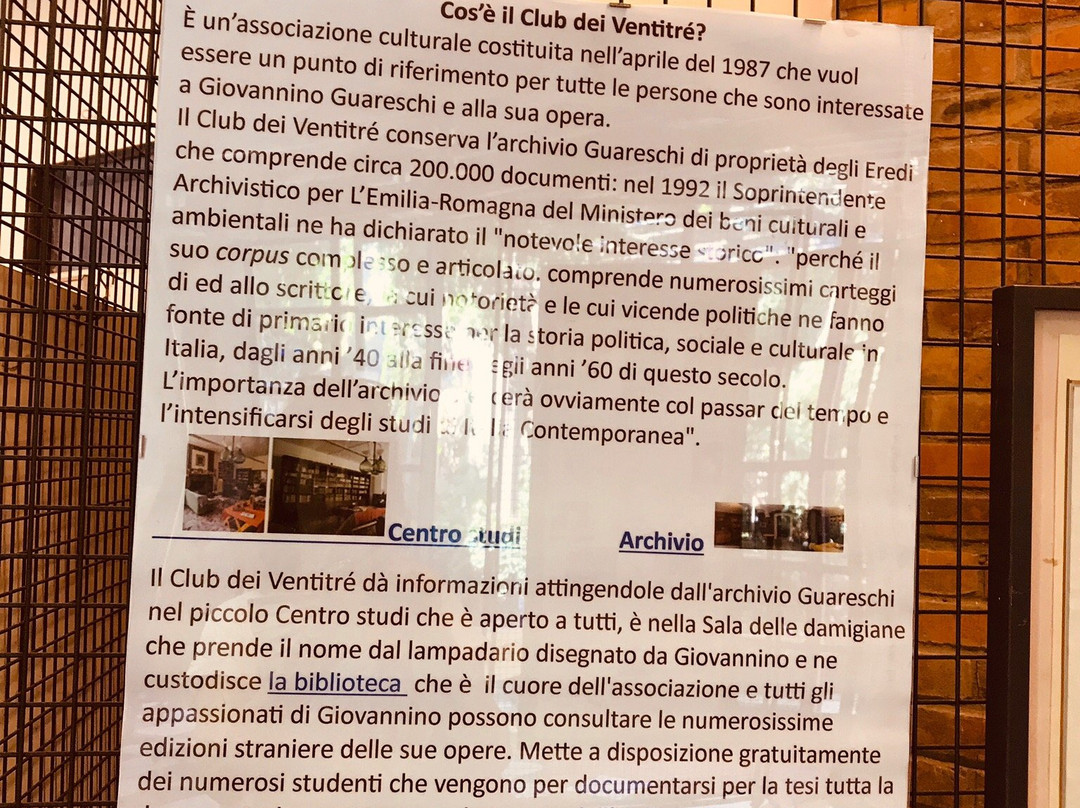 Cos'è il Club dei Ventitré?
È un'associazione culturale costituita nell'aprile del 1987 che vuol
essere un punto di riferimento per tutte le persone che sono interessate
a Giovannino Guareschi e alla sua opera.
Il Club dei Ventitré conserva l'archivio Guareschi di proprietà degli Eredi
che comprende circa 200.000 documenti: nel 1992 il Soprintendente
Archivistico per L'Emilia-Romagna del Ministero dei beni culturali e
ambientali ne ha dichiarato il "notevole interesse storico". "perché il
suo corpus complesso e articolato, comprende numerosissimi carteggi
di ed allo scrittore, la cui notorietà e le cui vicende politiche ne fanno
fonte di primario interesse per la storia politica, sociale e culturale in
Italia, dagli anni '40 alla fine degli anni '60 di questo secolo.
L'importanza dell'archivio ovviamente col passar del tempo e
l'intensificarsi degli studi Contemporanea".
Centro studi Archivio
Il Club dei Ventitré dà informazioni attingendole dall'archivio Guareschi
nel piccolo Centro studi che è aperto a tutti, è nella Sala delle damigiane
che prende il nome dal lampadario disegnato da Giovannino e ne
custodisce la biblioteca che è il cuore dell'associazione e tutti gli
appassionati di Giovannino possono consultare le numerosissime
edizioni straniere delle sue opere. Mette a disposizione gratuitamente
dei numerosi studenti che vengono per documentarsi per la tesi tutta la